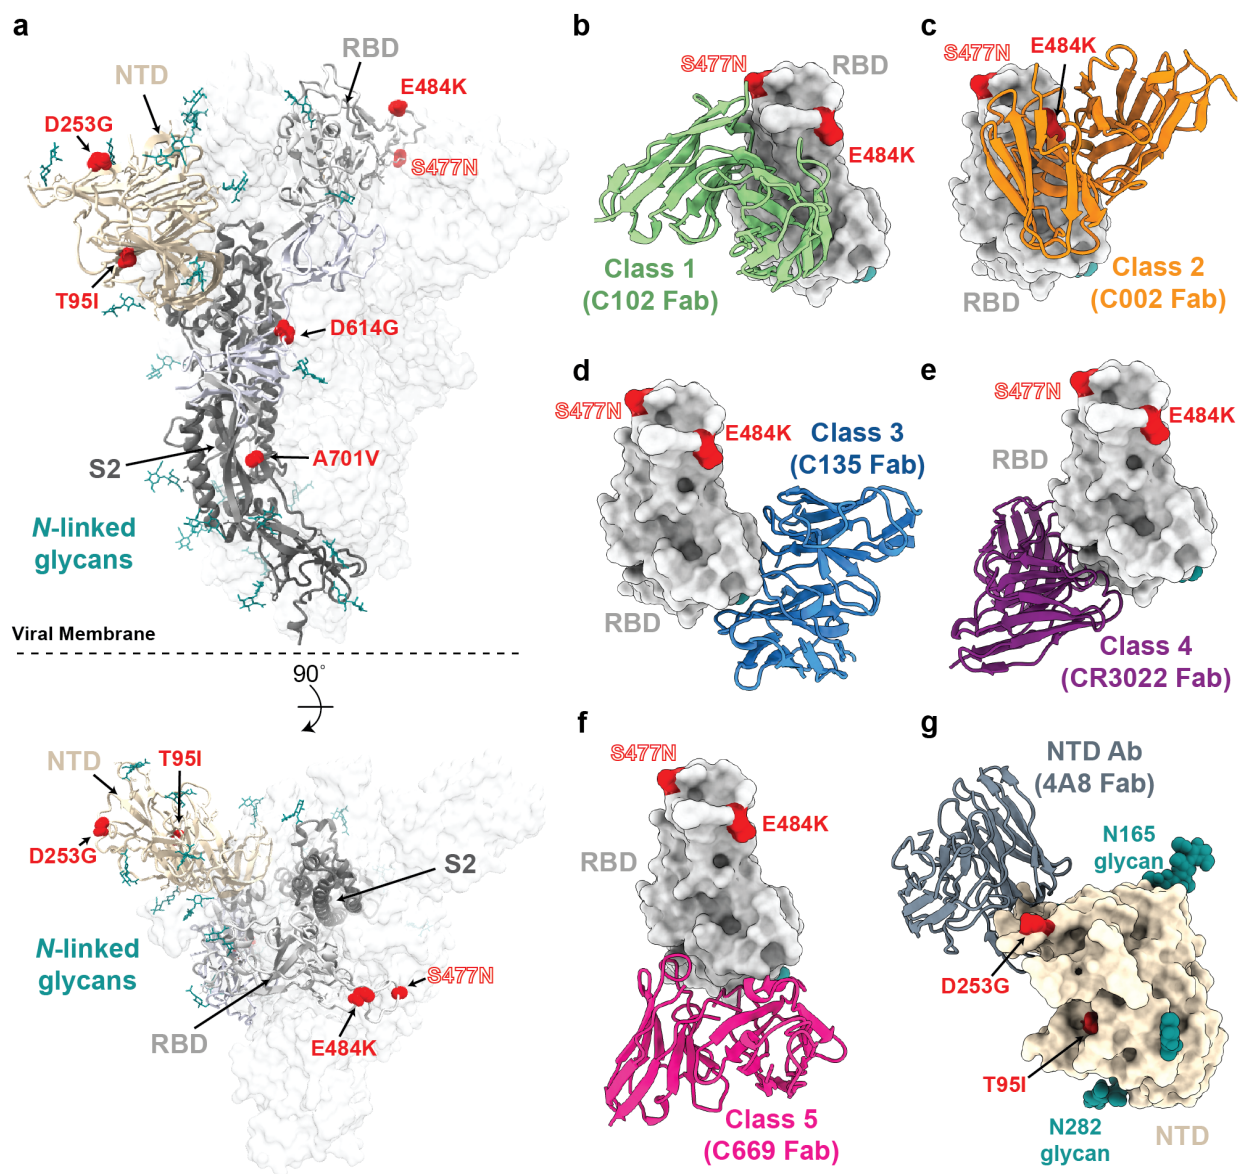 a
RBD
NTD
E484K
D253G
S477N
T95I
D614G
S2
A701V
N-linked
glycans
Viral Membrane
90°
NTD
T95I
D253G
S2
N-linked
glycans
S477N
RBD
E484K
b
S477N
RBD
E484K
Class 1
(C102 Fab)
c
E484K
S477N
Class 2
(C002 Fab)
RBD
d
S477N
E484K
Class 3
(C135 Fab)
RBD
e
S477N
E484K
RBD
Class 4
(CR3022 Fab)
f
S477N
E484K
RBD
Class 5
(C669 Fab)
g
NTD Ab
(4A8 Fab)
N165
glycan
D253G
T95I
N282
glycan
NTD